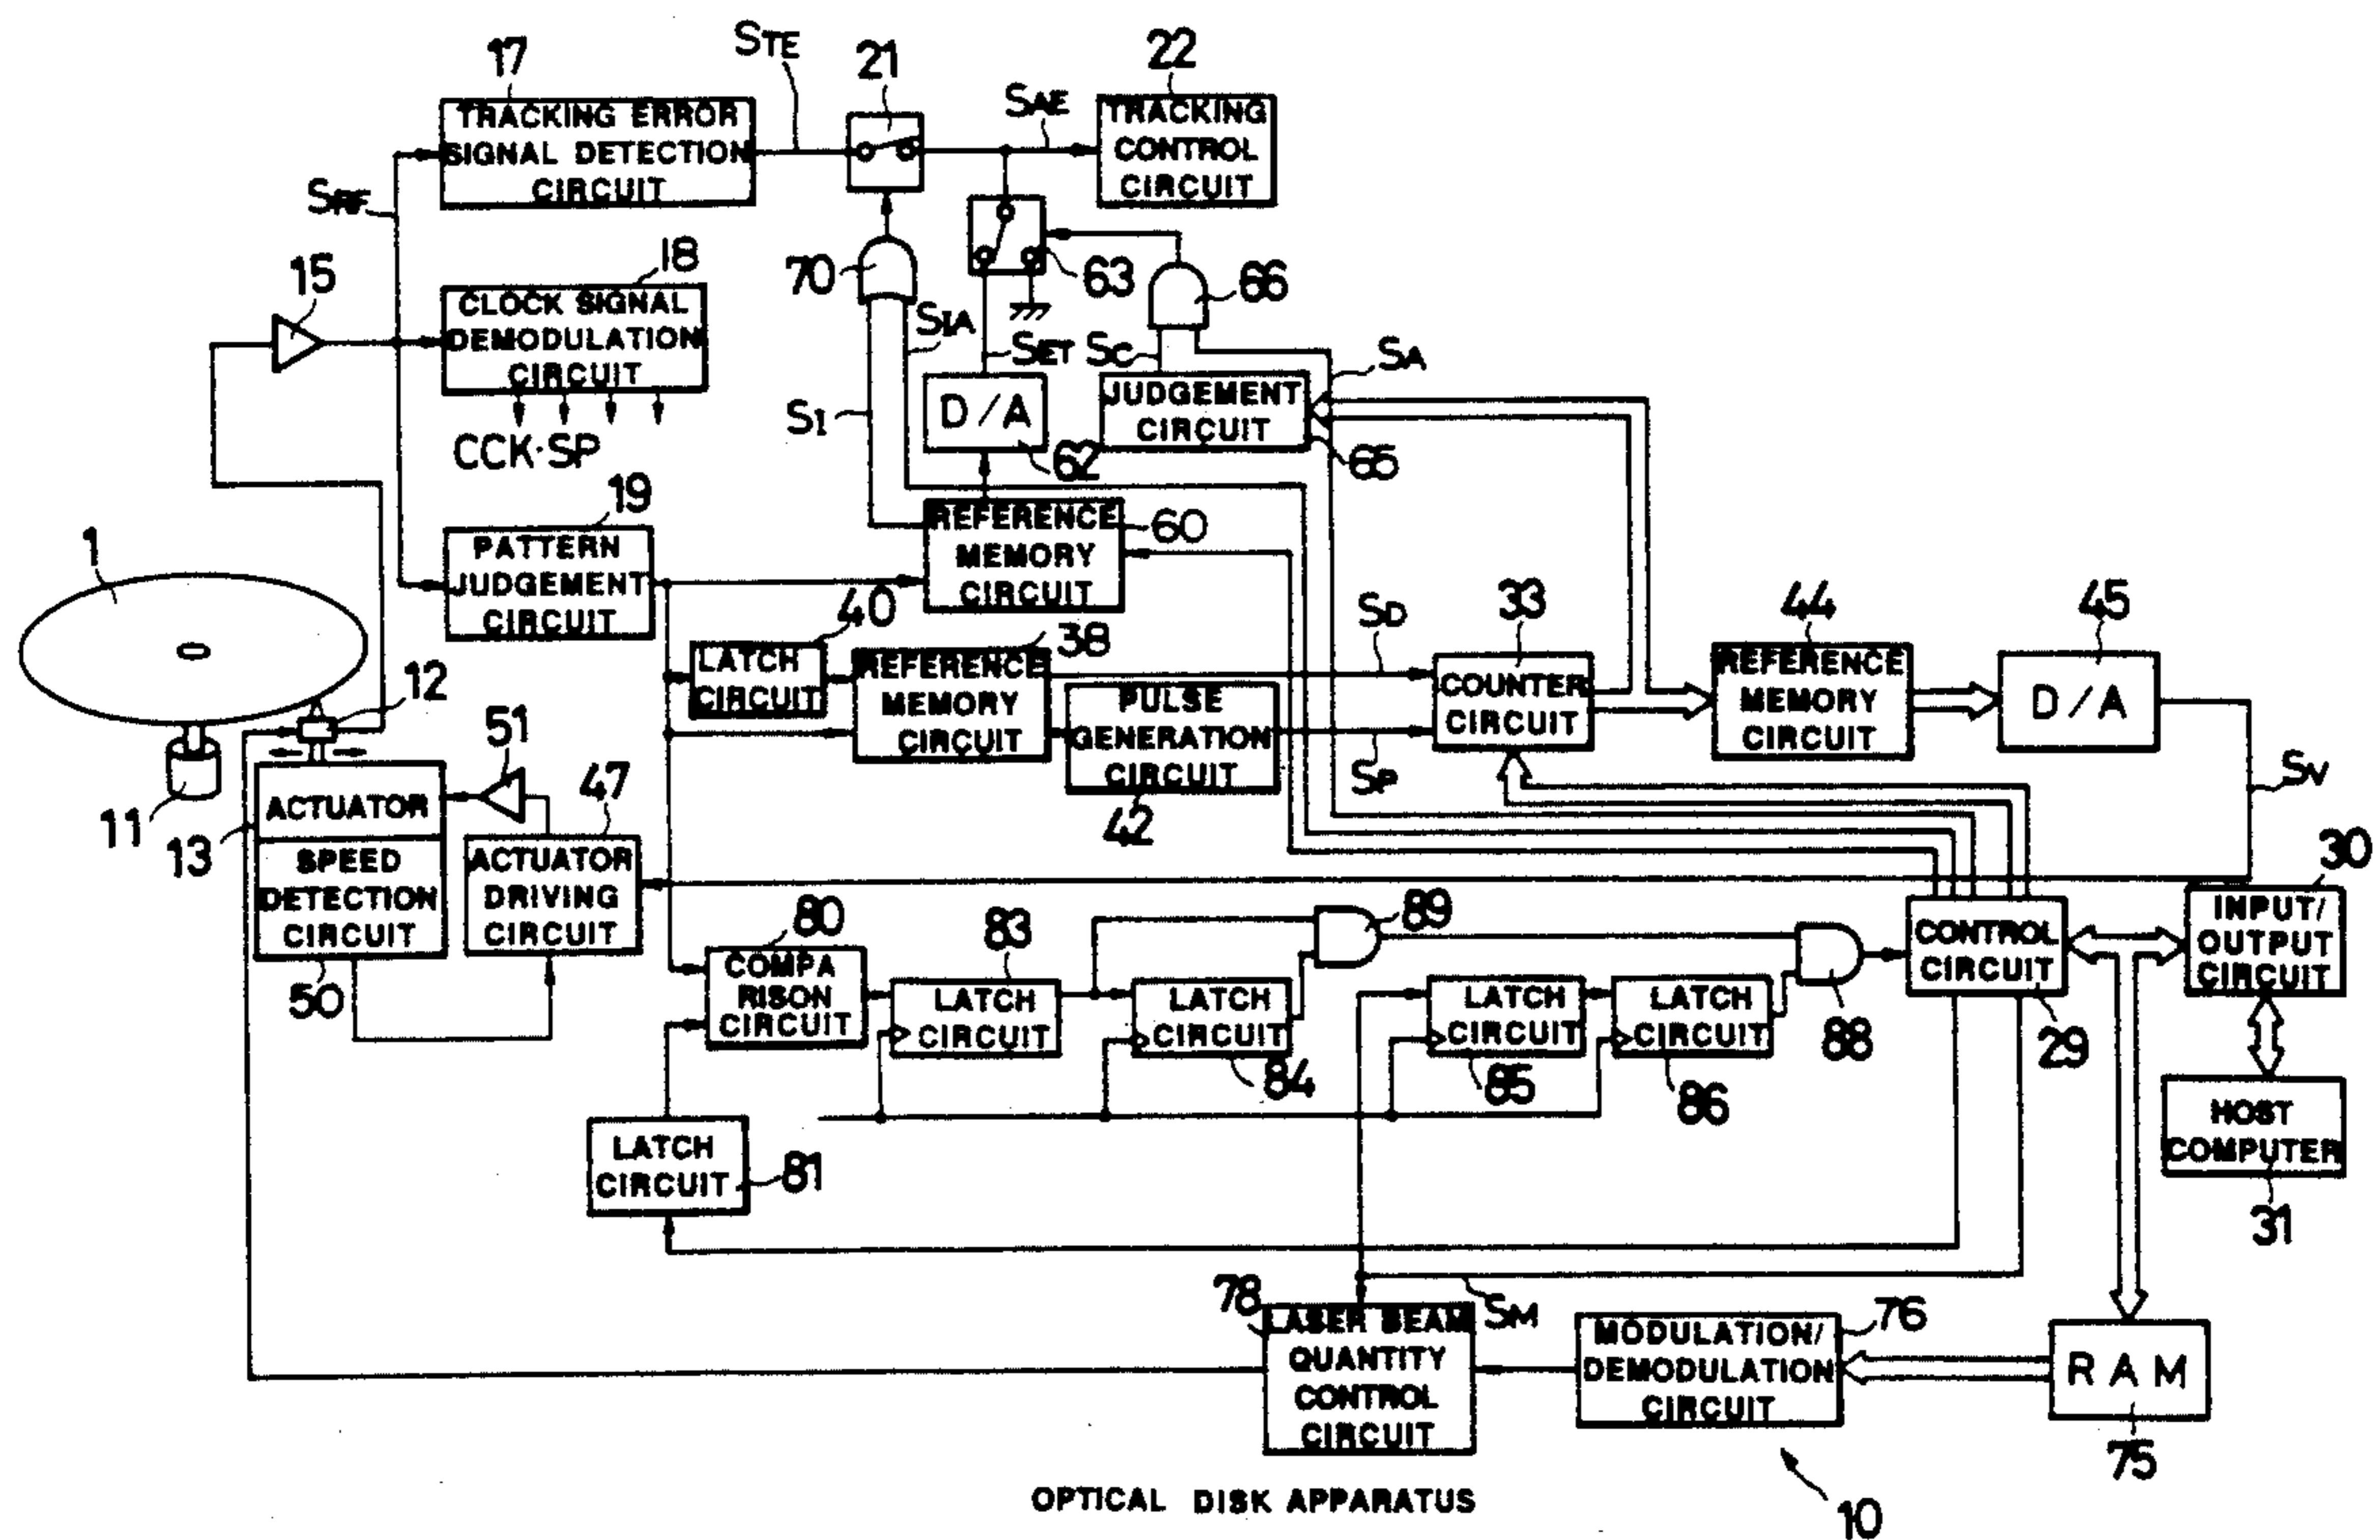 17
STE
21
22
SAE
TRACKING ERROR
SIGNAL DETECTION
CIRCUIT
TRACKING
CONTROL
CIRCUIT
SRF
18
15
CLOCK SIGNAL
DEMODULATION
CIRCUIT
70
63
66
SIA
SET
SC
SA
CCK·SP
SI
D/A
62
JUDGEMENT
CIRCUIT
65
19
1
PATTERN
JUDGEMENT
CIRCUIT
REFERENCE
MEMORY
CIRCUIT
60
40
38
SD
33
44
45
LATCH
CIRCUIT
REFERENCE
MEMORY
CIRCUIT
PULSE
GENERATION
CIRCUIT
42
SP
COUNTER
CIRCUIT
REFERENCE
MEMORY
CIRCUIT
D/A
SV
12
51
47
11
13
ACTUATOR
SPEED
DETECTION
CIRCUIT
50
ACTUATOR
DRIVING
CIRCUIT
30
80
83
89
COMPA
RISON
CIRCUIT
LATCH
CIRCUIT
LATCH
CIRCUIT
84
LATCH
CIRCUIT
85
LATCH
CIRCUIT
86
88
CONTROL
CIRCUIT
29
INPUT/
OUTPUT
CIRCUIT
HOST
COMPUTER
31
LATCH
CIRCUIT
81
78
SM
LASER BEAM
QUANTITY
CONTROL
CIRCUIT
76
MODULATION/
DEMODULATION
CIRCUIT
RAM
75
OPTICAL DISK APPARATUS
10